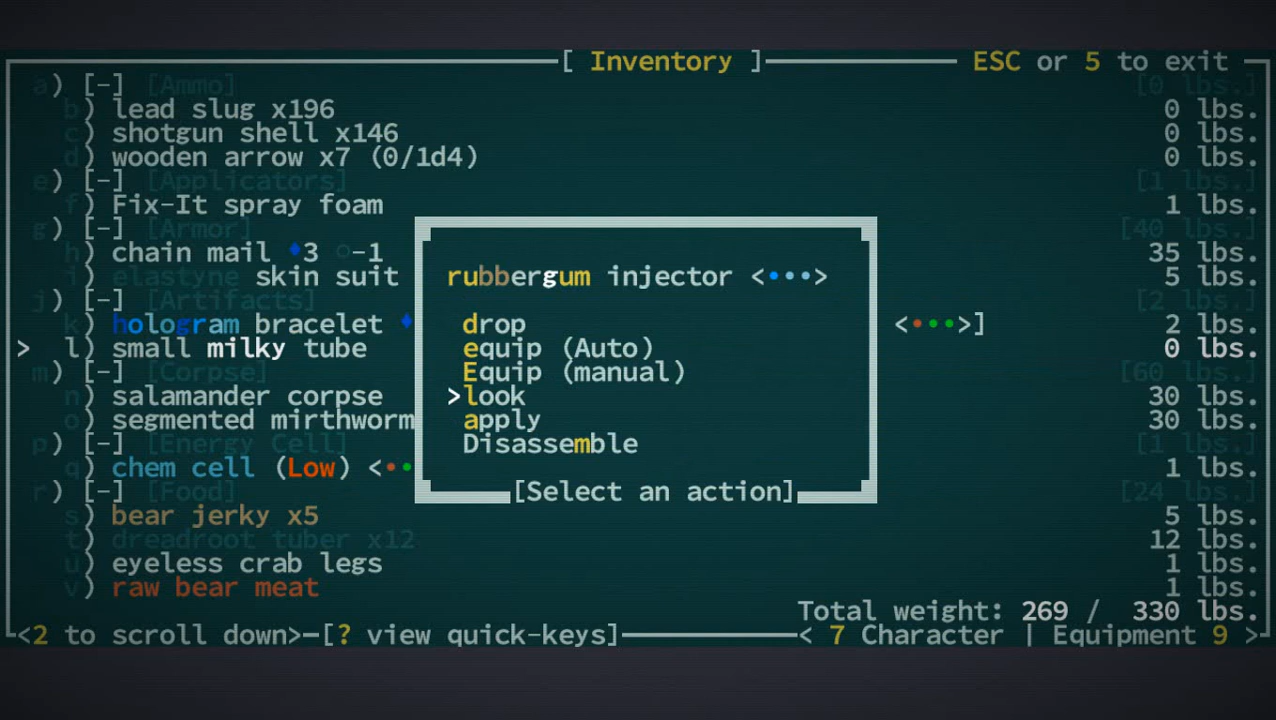 [ Inventory ] ESC or 5 to exit
a) [-] [Ammo] [0 lbs.]
b) lead slug x196 0 lbs.
c) shotgun shell x146 0 lbs.
d) wooden arrow x7 (0/1d4) 0 lbs.
e) [-] [Applicators] [1 lbs.]
f) Fix-It spray foam 1 lbs.
g) [-] [Armor] [40 lbs.]
h) chain mail ♦3 ○-1 35 lbs.
i) elastyne skin suit 5 lbs.
j) [-] [Artifacts] [2 lbs.]
k) hologram bracelet ♦ <•••>] 2 lbs.
> l) small milky tube 0 lbs.
m) [-] [Corpse] [60 lbs.]
n) salamander corpse 30 lbs.
o) segmented mirthworm 30 lbs.
p) [-] [Energy Cell] [1 lbs.]
q) chem cell (Low) <•• 1 lbs.
r) [-] [Food] [24 lbs.]
s) bear jerky x5 5 lbs.
t) dreadroot tuber x12 12 lbs.
u) eyeless crab legs 1 lbs.
v) raw bear meat 1 lbs.
rubbergum injector <•••>
drop
equip (Auto)
Equip (manual)
>look
apply
Disassemble
[Select an action]
Total weight: 269 / 330 lbs.
<2 to scroll down> [? view quick-keys] < 7 Character | Equipment 9 >